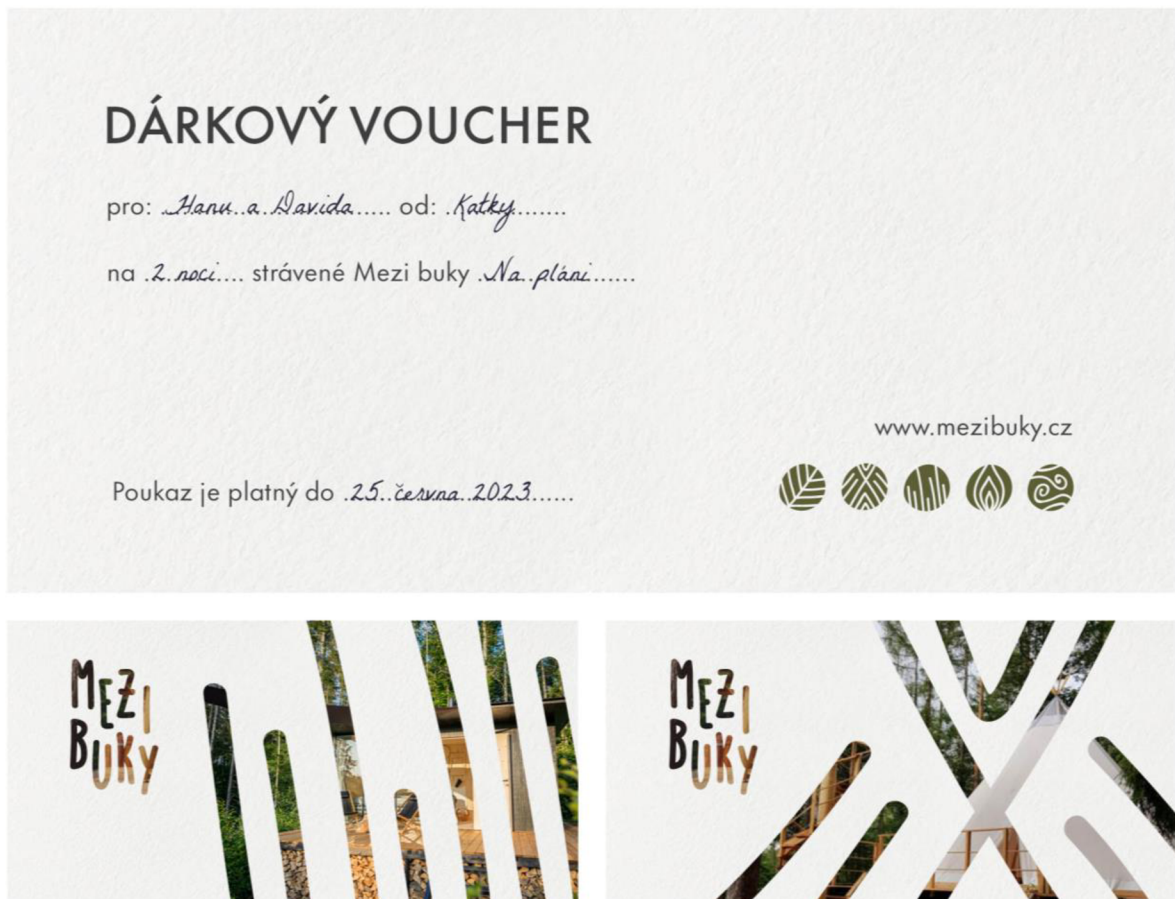 DÁRKOVÝ VOUCHER
pro: Hanu a Davida od: Katky
na 2 noci strávené Mezi buky Na pláni
www.mezibuky.cz
Poukaz je platný do 25. června 2023
MEZI
BUKY
MEZI
BUKY